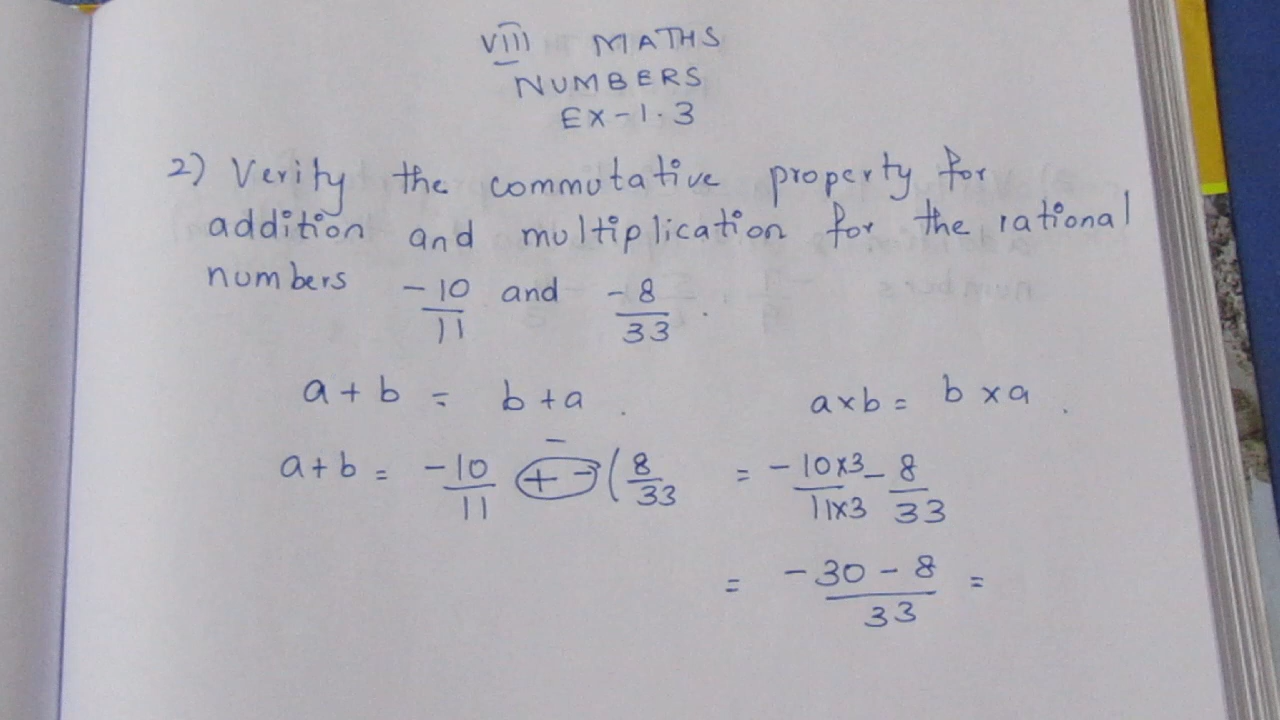 VIII MATHS
NUMBERS
EX-1.3
2) Verify the commutative property for
addition and multiplication for the rational
numbers -10/11 and -8/33.
a+b = b+a. a×b = b×a.
a+b = -10/11 + - (8/33 = -10×3/11×3 - 8/33
-
= -30-8/33 =